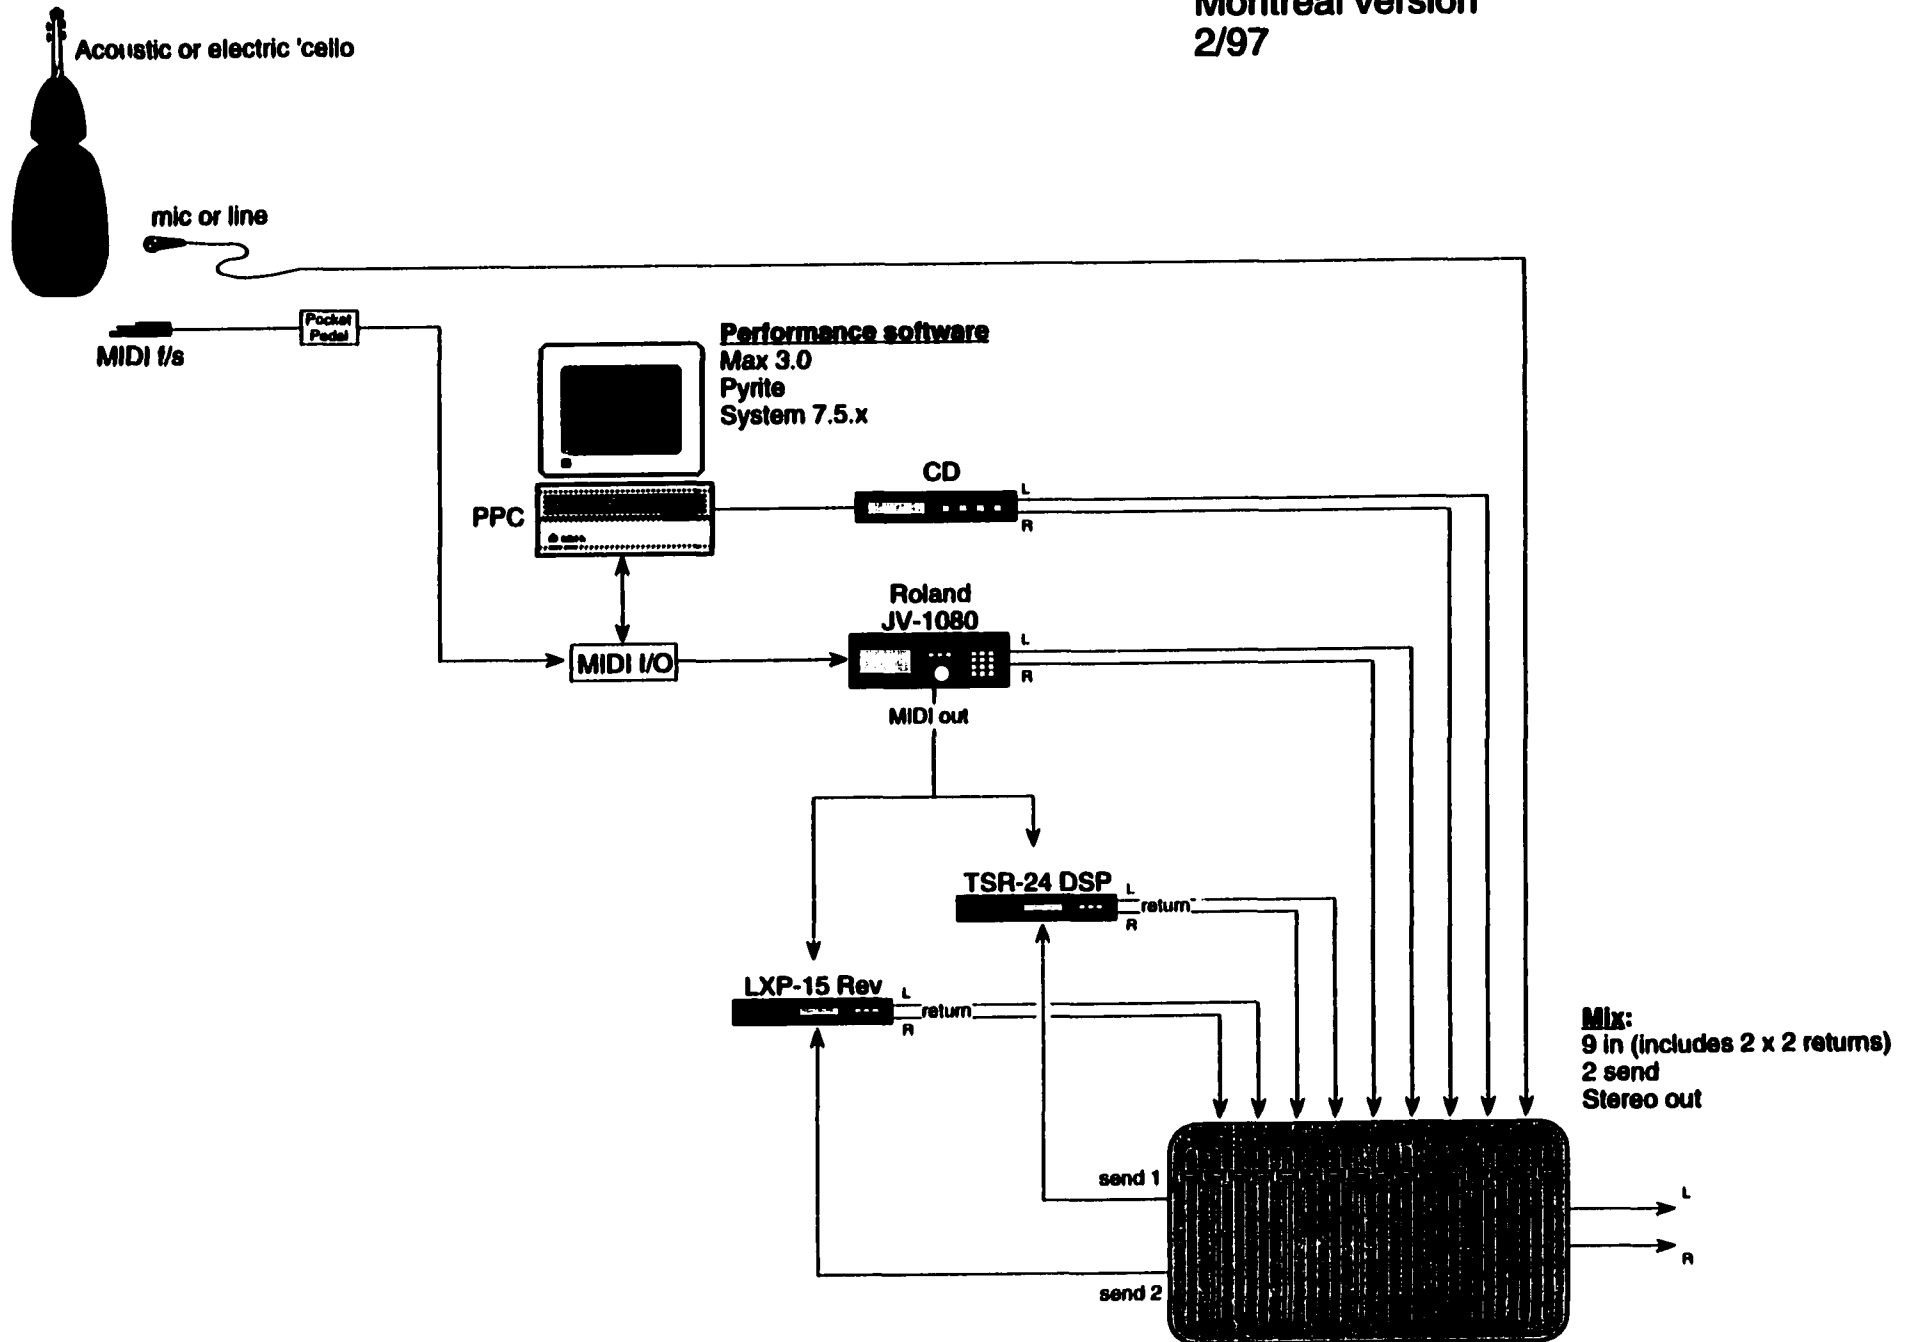 Montreal version
2/97
Acoustic or electric 'cello
mic or line
Pocket
Pedal
MIDI f/s
Performance software
Max 3.0
Pyrite
System 7.5.x
CD
L
R
PPC
Roland
JV-1080
L
R
MIDI I/O
MIDI out
TSR-24 DSP
L
return
R
LXP-15 Rev
L
return
R
Mix:
9 in (includes 2 x 2 returns)
2 send
Stereo out
send 1
send 2
L
R